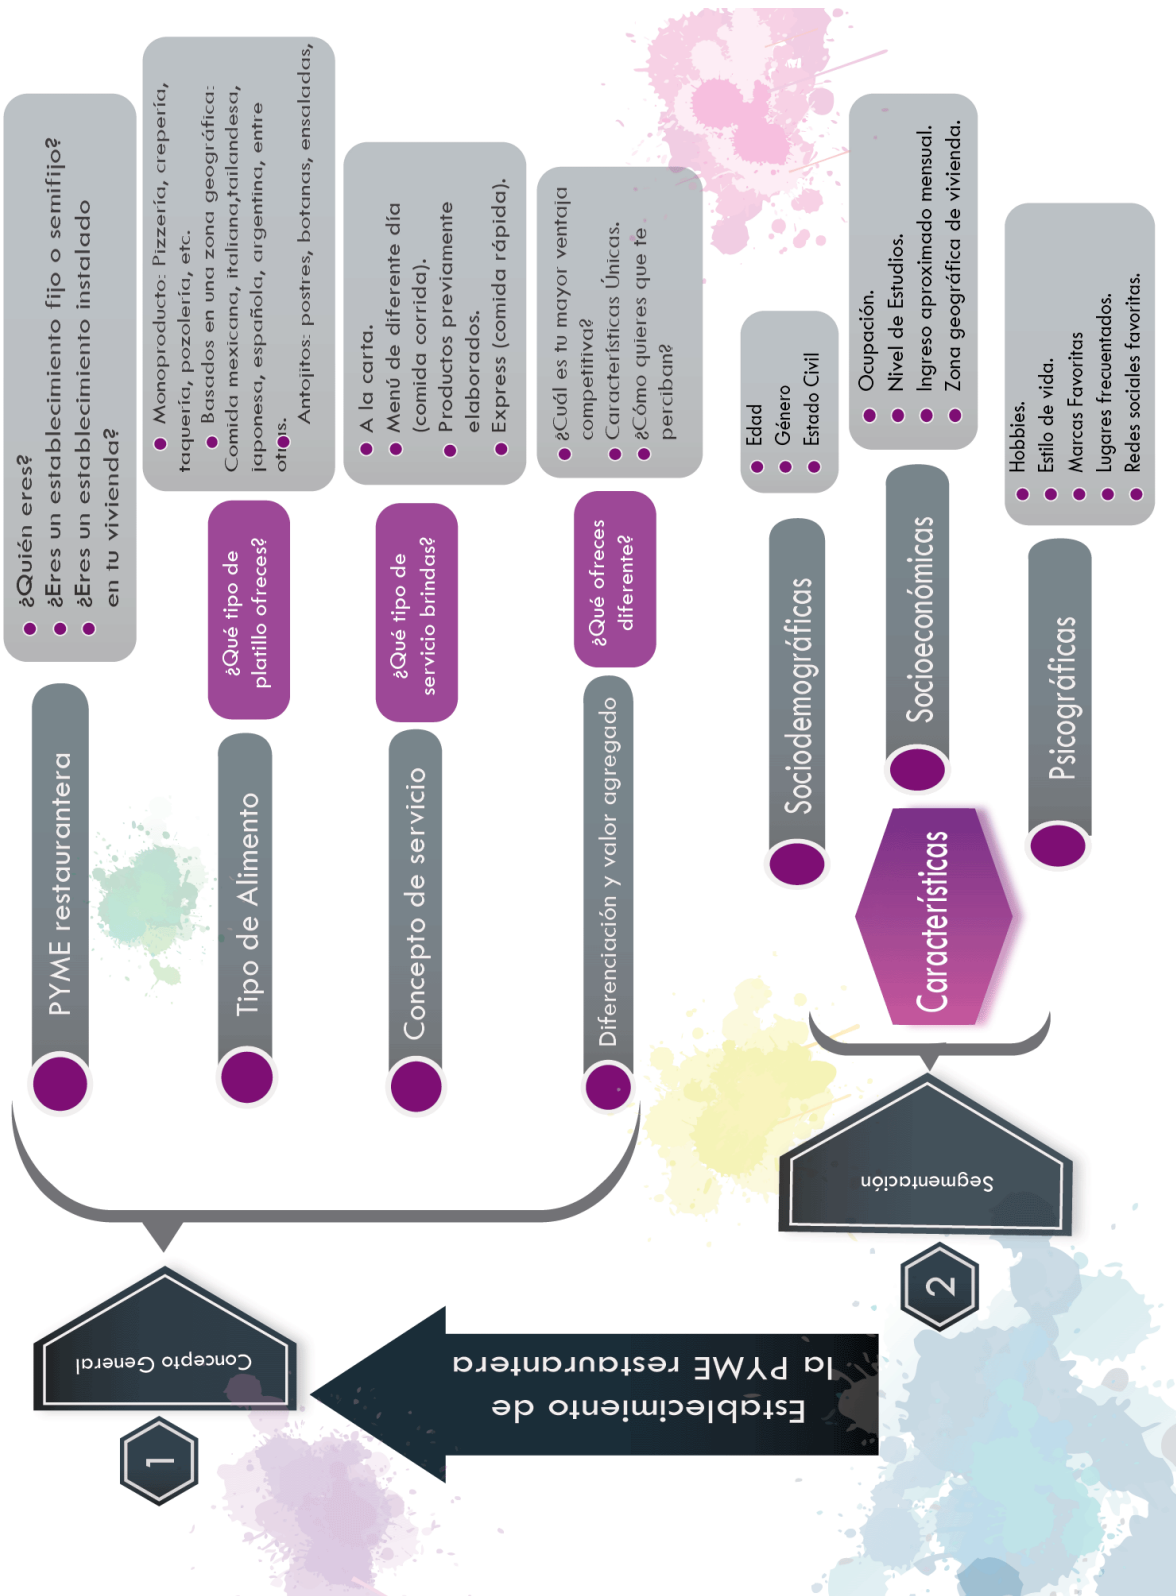 Establecimiento de
la PYME restaurantera
1
Concepto General
PYME restaurantera
¿Quién eres?
¿Eres un establecimiento fijo o semifijo?
¿Eres un establecimiento instalado
en tu vivienda?
Tipo de Alimento
¿Qué tipo de
platillo ofreces?
Monoproducto: Pizzería, crepería,
taquería, pozolería, etc.
Basados en una zona geográfica:
Comida mexicana, italiana,tailandesa,
japonesa, española, argentina, entre
otras.
Antojitos: postres, botanas, ensaladas,
Concepto de servicio
¿Qué tipo de
servicio brindas?
A la carta.
Menú de diferente día
(comida corrida).
Productos previamente
elaborados.
Express (comida rápida).
Diferenciación y valor agregado
¿Qué ofreces
diferente?
¿Cuál es tu mayor ventaja
competitiva?
Características Únicas.
¿Cómo quieres que te
perciban?
2
Segmentación
Características
Sociodemográficas
Edad
Género
Estado Civil
Socioeconómicas
Ocupación.
Nivel de Estudios.
Ingreso aproximado mensual.
Zona geográfica de vivienda.
Psicográficas
Hobbies.
Estilo de vida.
Marcas Favoritas
Lugares frecuentados.
Redes sociales favoritas.